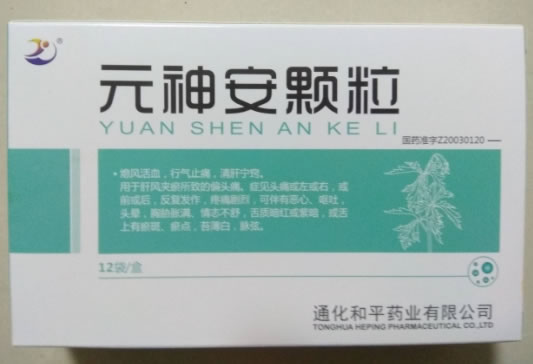 元神安颗粒
YUAN SHEN AN KE LI
国药准字Z20030120
熄风活血，行气止痛，清肝宁窍。
用于肝风夹瘀所致的偏头痛，症见头痛或左或右，或
前或后，反复发作，疼痛剧烈，可伴有恶心、呕吐，
头晕，胸胁胀满、情志不舒，舌质暗红或紫暗，或舌
上有瘀斑、瘀点，苔薄白，脉弦。
12袋/盒
通化和平药业有限公司
TONGHUA HEPING PHARMACEUTICAL CO.,LTD